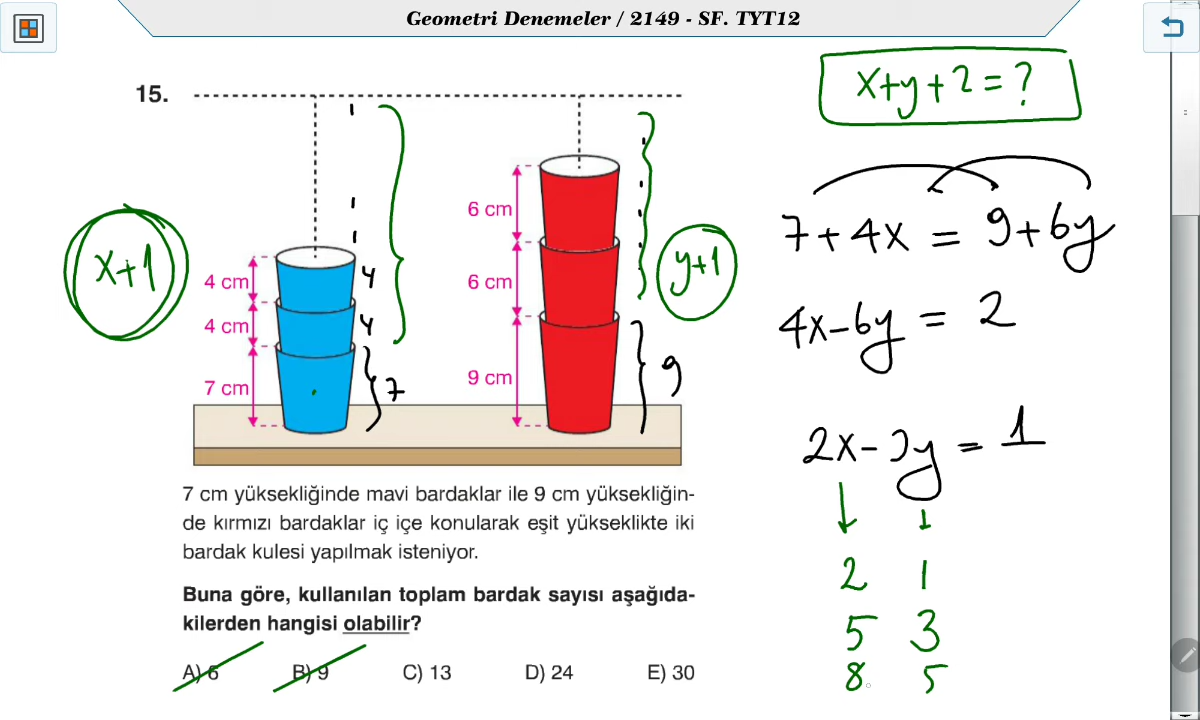 Geometri Denemeler / 2149 - SF. TYT12
15.
x+y+2=?
7+4x = 9+6y
4x-6y = 2
2x-3y = 1
2 1
5 3
8 5
x+1
4 cm
4 cm
7 cm
4
4
7
6 cm
6 cm
9 cm
y+1
9
7 cm yüksekliğinde mavi bardaklar ile 9 cm yüksekliğin-
de kırmızı bardaklar iç içe konularak eşit yükseklikte iki
bardak kulesi yapılmak isteniyor.
Buna göre, kullanılan toplam bardak sayısı aşağıda-
kilerden hangisi olabilir?
A) 6 B) 9 C) 13 D) 24 E) 30